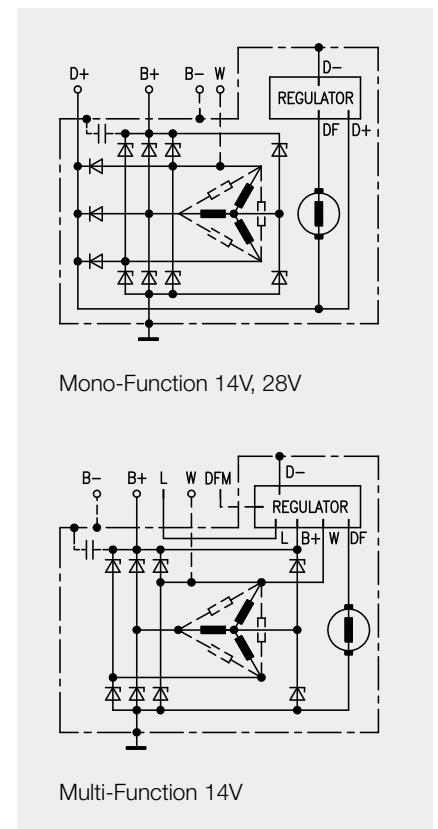 D+ B+ B- W D-
REGULATOR
DF D+
Mono-Function 14V, 28V
B- B+ L W DFM D-
REGULATOR
L B+ W DF
Multi-Function 14V